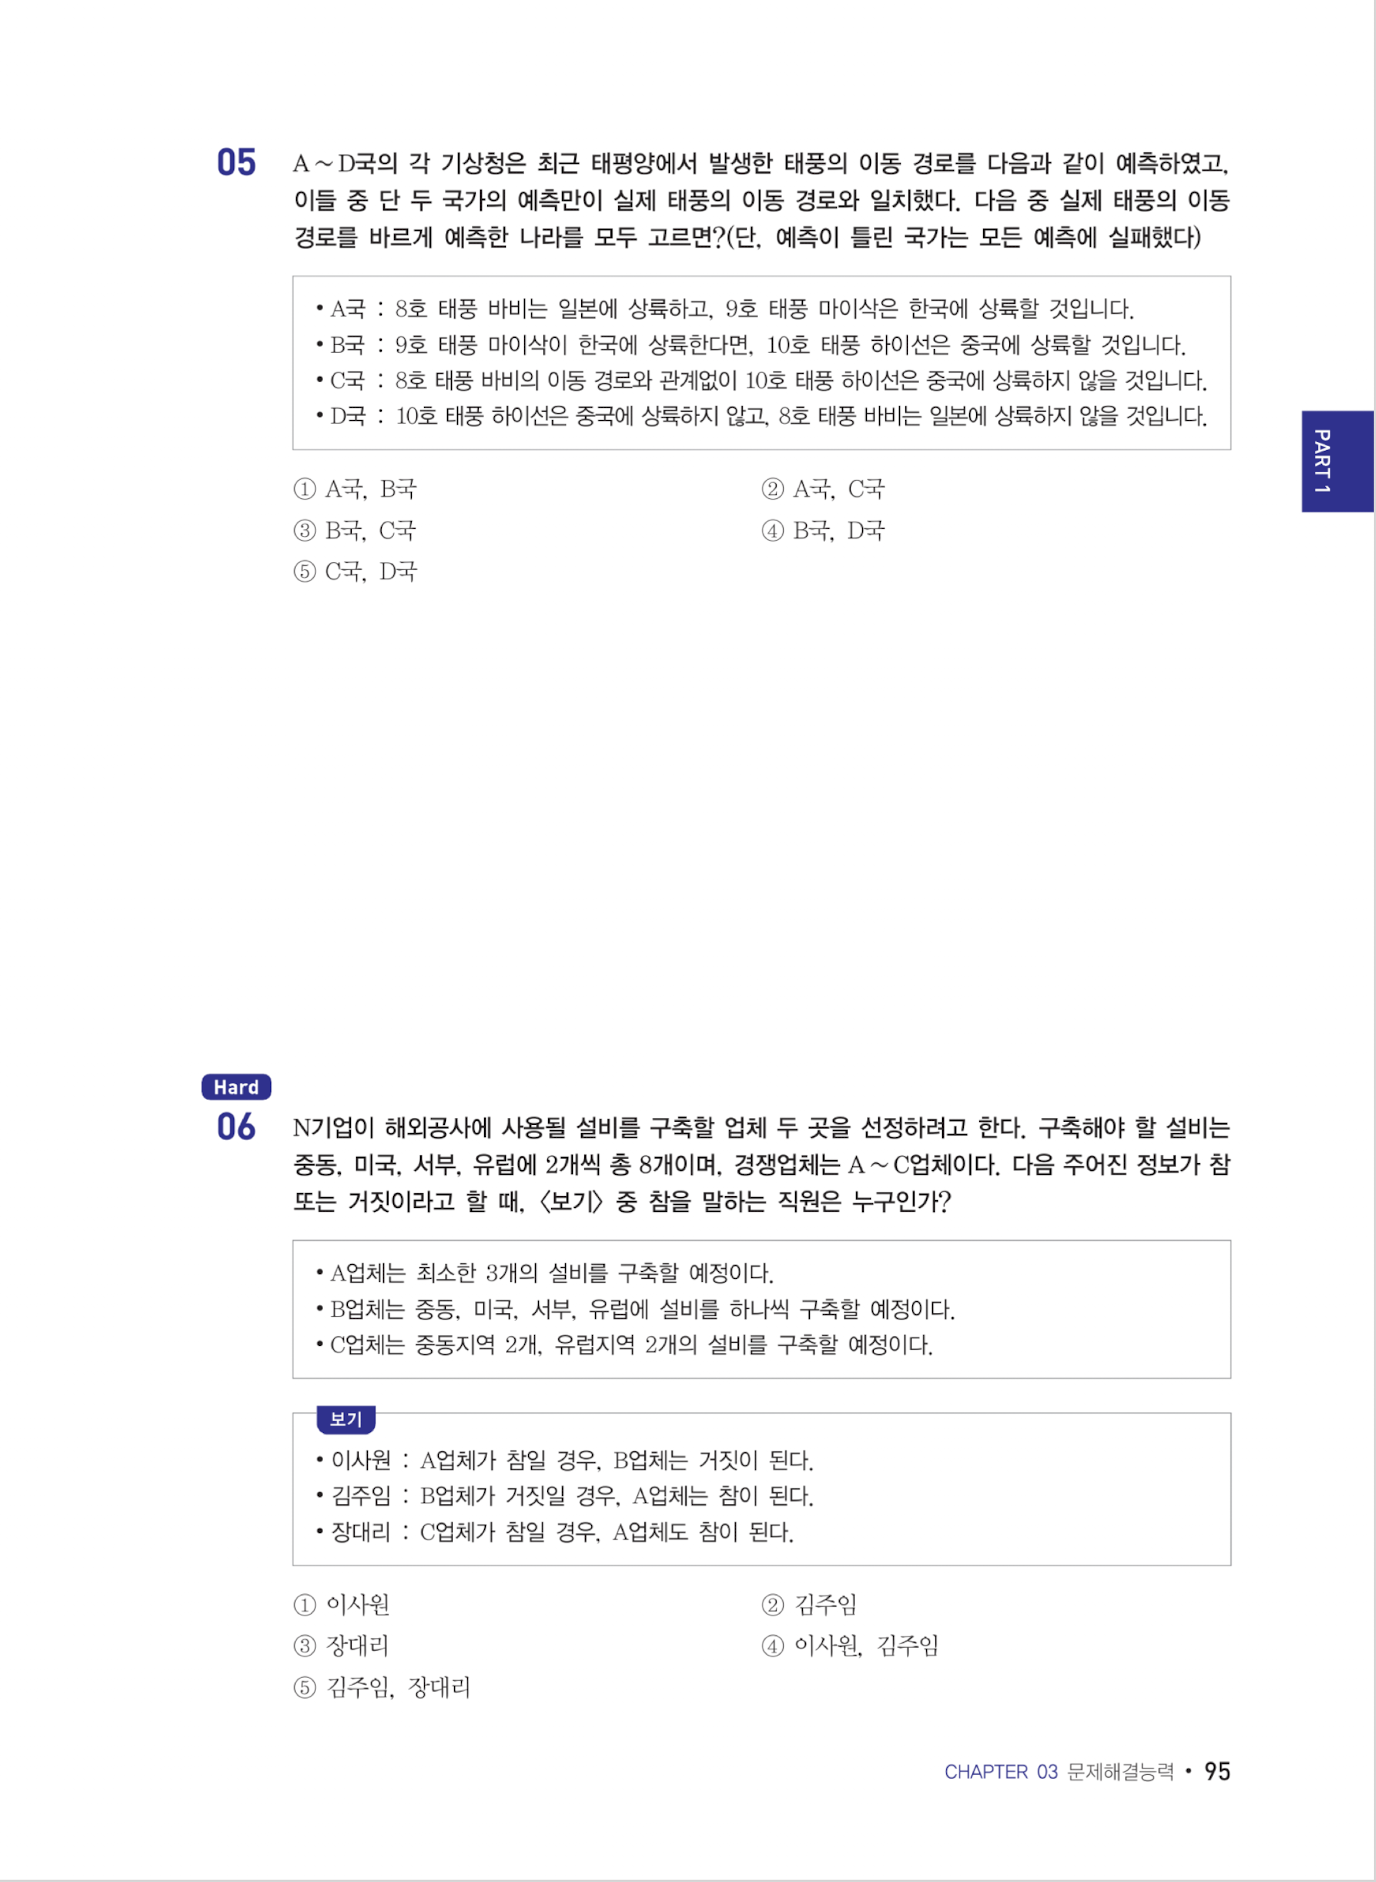 05 A ~ D국의 각 기상청은 최근 태평양에서 발생한 태풍의 이동 경로를 다음과 같이 예측하였고,
이들 중 단 두 국가의 예측만이 실제 태풍의 이동 경로와 일치했다. 다음 중 실제 태풍의 이동
경로를 바르게 예측한 나라를 모두 고르면?(단, 예측이 틀린 국가는 모든 예측에 실패했다)
• A국 : 8호 태풍 바비는 일본에 상륙하고, 9호 태풍 마이삭은 한국에 상륙할 것입니다.
• B국 : 9호 태풍 마이삭이 한국에 상륙한다면, 10호 태풍 하이선은 중국에 상륙할 것입니다.
• C국 : 8호 태풍 바비의 이동 경로와 관계없이 10호 태풍 하이선은 중국에 상륙하지 않을 것입니다.
• D국 : 10호 태풍 하이선은 중국에 상륙하지 않고, 8호 태풍 바비는 일본에 상륙하지 않을 것입니다.
① A국, B국 ② A국, C국
③ B국, C국 ④ B국, D국
⑤ C국, D국
PART 1
Hard
06 N기업이 해외공사에 사용될 설비를 구축할 업체 두 곳을 선정하려고 한다. 구축해야 할 설비는
중동, 미국, 서부, 유럽에 2개씩 총 8개이며, 경쟁업체는 A ~ C업체이다. 다음 주어진 정보가 참
또는 거짓이라고 할 때, 〈보기〉 중 참을 말하는 직원은 누구인가?
• A업체는 최소한 3개의 설비를 구축할 예정이다.
• B업체는 중동, 미국, 서부, 유럽에 설비를 하나씩 구축할 예정이다.
• C업체는 중동지역 2개, 유럽지역 2개의 설비를 구축할 예정이다.
보기
• 이사원 : A업체가 참일 경우, B업체는 거짓이 된다.
• 김주임 : B업체가 거짓일 경우, A업체는 참이 된다.
• 장대리 : C업체가 참일 경우, A업체도 참이 된다.
① 이사원 ② 김주임
③ 장대리 ④ 이사원, 김주임
⑤ 김주임, 장대리
CHAPTER 03 문제해결능력 • 95